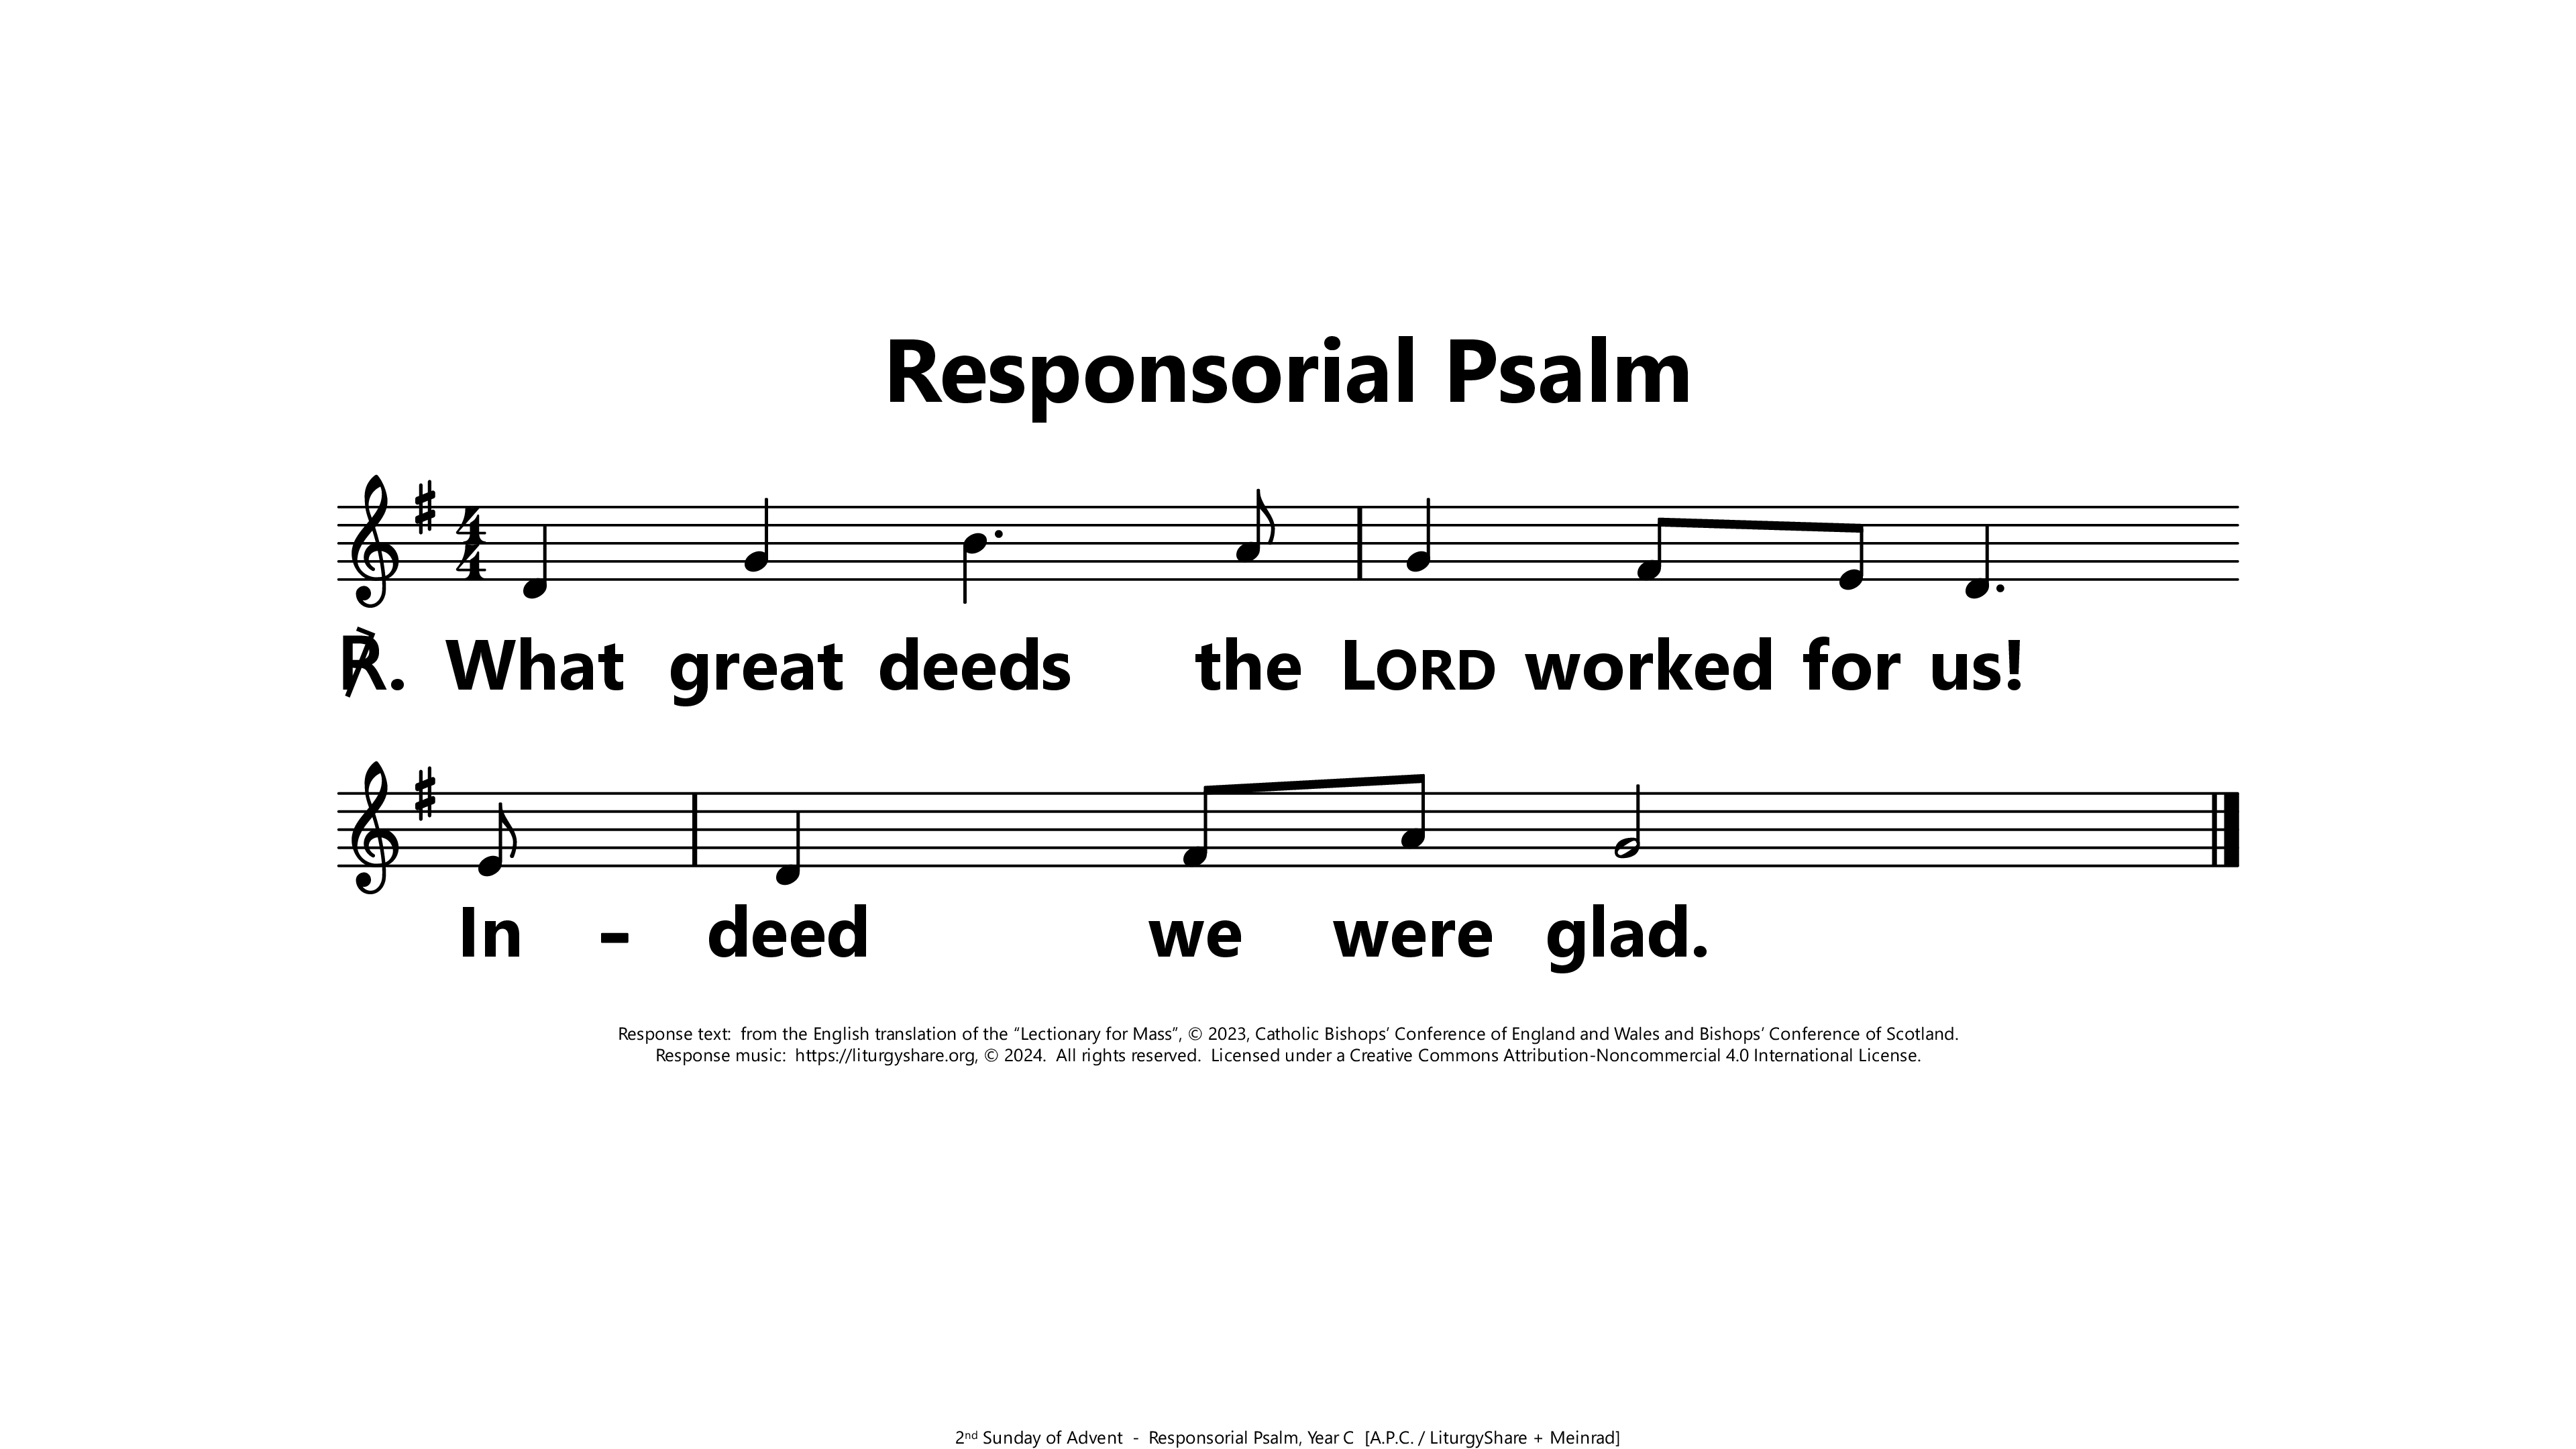 Responsorial Psalm
℟. What great deeds the LORD worked for us!
In - deed we were glad.
Response text: from the English translation of the “Lectionary for Mass”, © 2023, Catholic Bishops’ Conference of England and Wales and Bishops’ Conference of Scotland.
Response music: https://liturgyshare.org, © 2024. All rights reserved. Licensed under a Creative Commons Attribution-Noncommercial 4.0 International License.
2nd Sunday of Advent - Responsorial Psalm, Year C [A.P.C. / LiturgyShare + Meinrad]